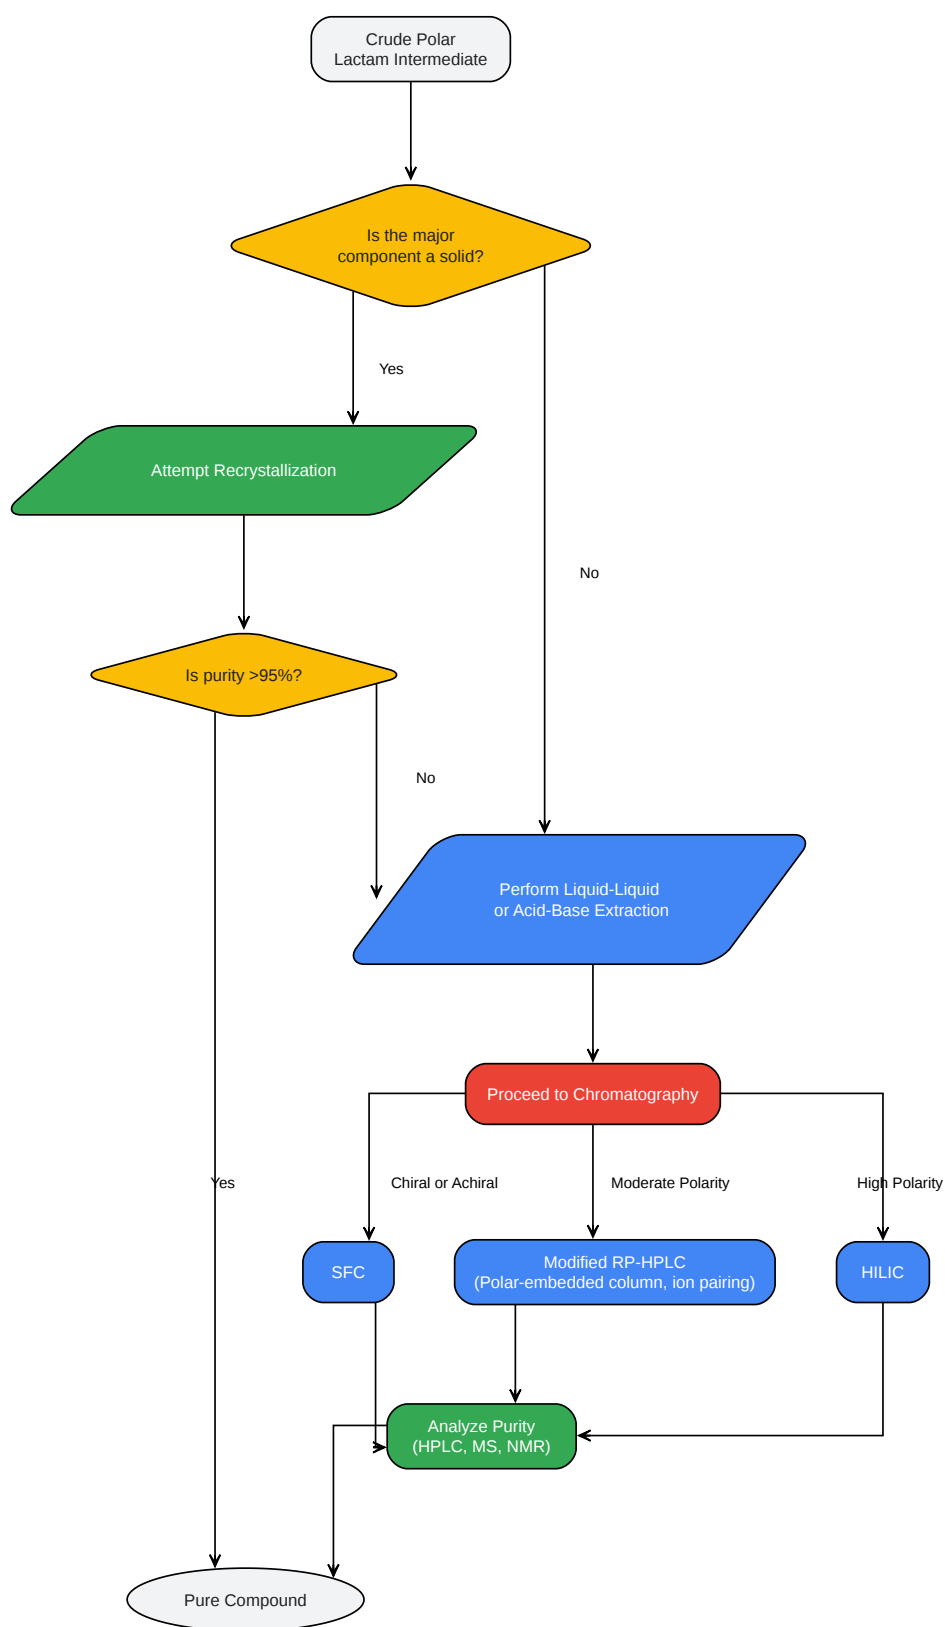 Crude Polar
Lactam Intermediate
Is the major
component a solid?
Yes
Attempt Recrystallization
No
Is purity >95%?
No
Perform Liquid-Liquid
or Acid-Base Extraction
Proceed to Chromatography
Yes
Chiral or Achiral
Moderate Polarity
High Polarity
SFC
Modified RP-HPLC
(Polar-embedded column, ion pairing)
HILIC
Analyze Purity
(HPLC, MS, NMR)
Pure Compound